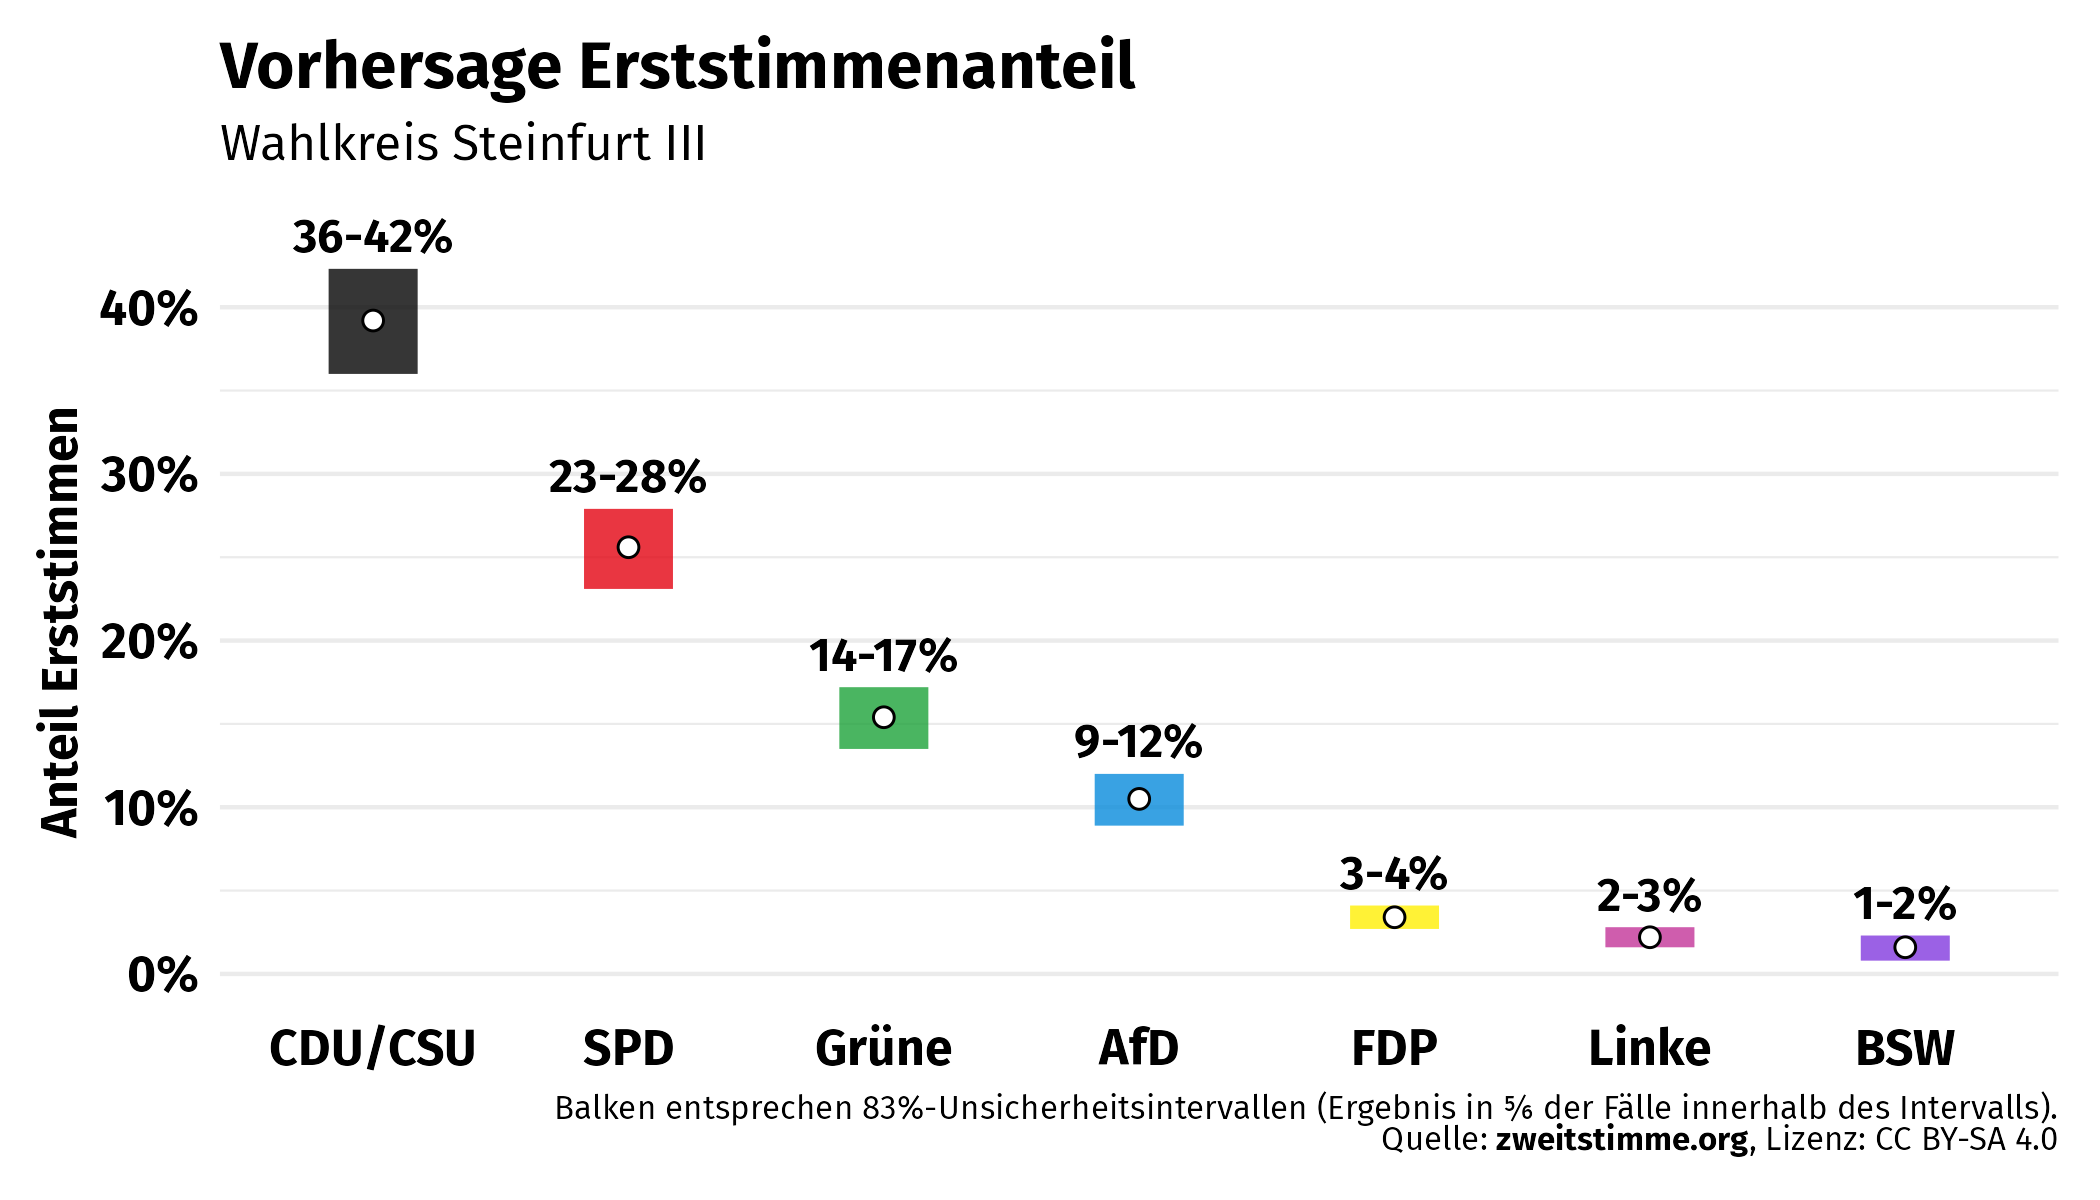 Vorhersage Erststimmenanteil
Wahlkreis Steinfurt III
Anteil Erststimmen
40%
30%
20%
10%
0%
36-42%
23-28%
14-17%
9-12%
3-4%
2-3%
1-2%
CDU/CSU
SPD
Grüne
AfD
FDP
Linke
BSW
Balken entsprechen 83%-Unsicherheitsintervallen (Ergebnis in ⅚ der Fälle innerhalb des Intervalls).
Quelle: zweitstimme.org, Lizenz: CC BY-SA 4.0